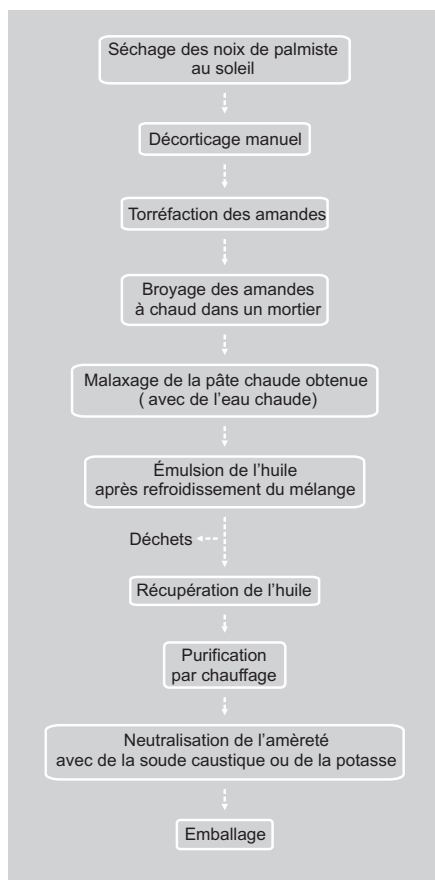 Séchage des noix de palmiste
au soleil
Décorticage manuel
Torréfaction des amandes
Broyage des amandes
à chaud dans un mortier
Malaxage de la pâte chaude obtenue
( avec de l'eau chaude)
Émulsion de l'huile
après refroidissement du mélange
Déchets
Récupération de l'huile
Purification
par chauffage
Neutralisation de l'amèreté
avec de la soude caustique ou de la potasse
Emballage